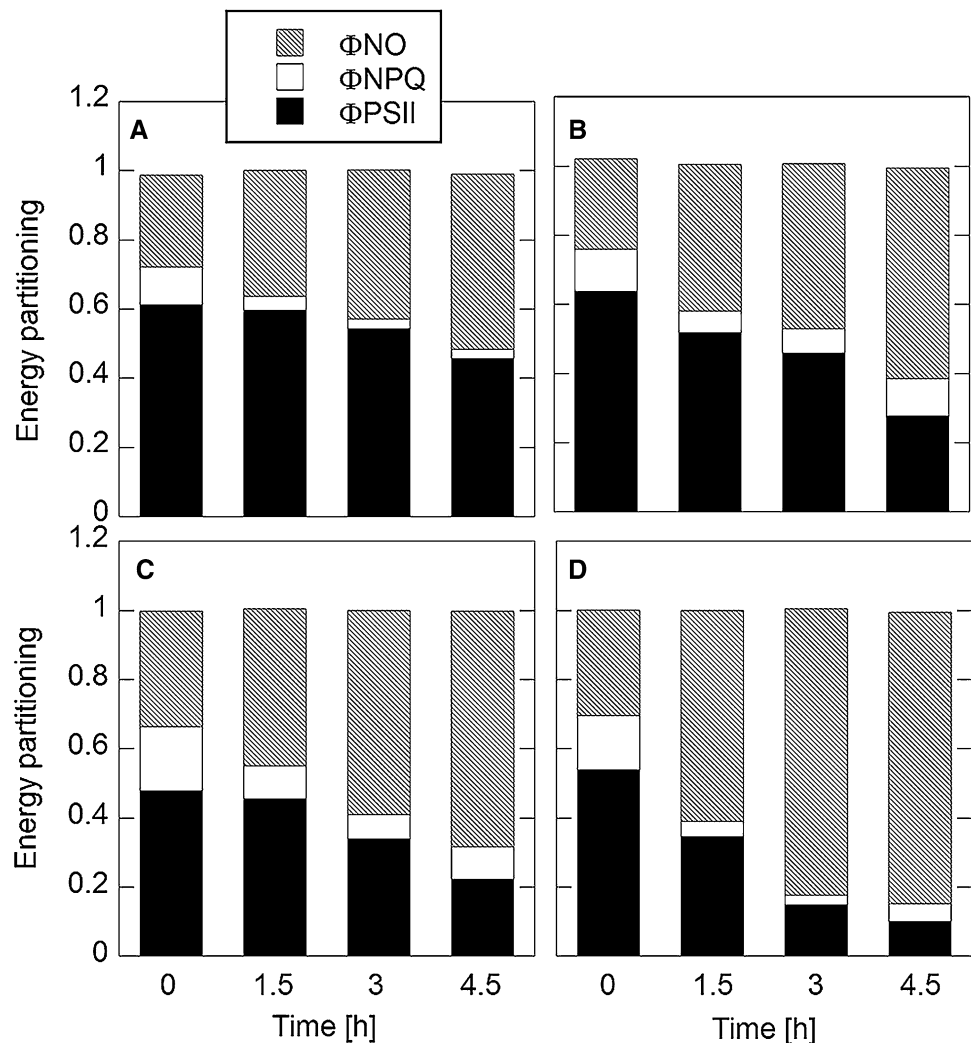 ΦNO
ΦNPQ
ΦPSII
A
B
1.2
1
0.8
0.6
0.4
0.2
0
Energy partitioning
C
D
1.2
1
0.8
0.6
0.4
0.2
0
Energy partitioning
0 1.5 3 4.5
0 1.5 3 4.5
Time [h]
Time [h]